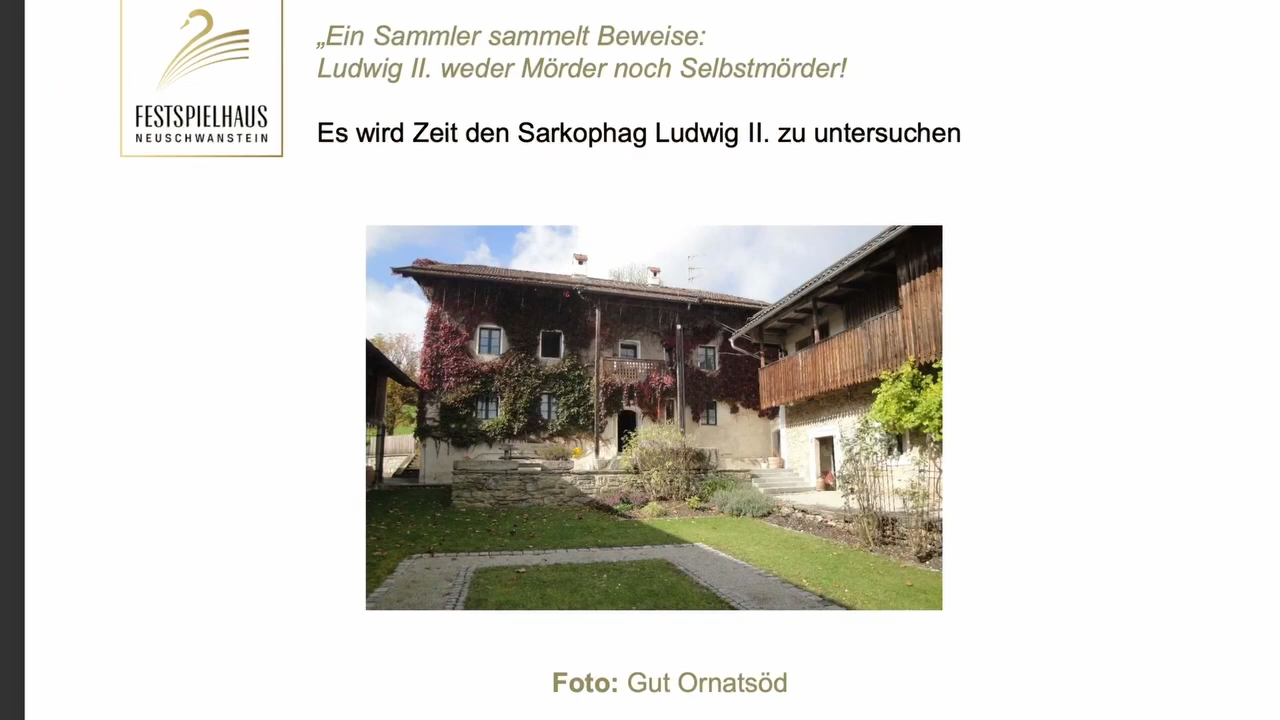 FESTSPIELHAUS
NEUSCHWANSTEIN
„Ein Sammler sammelt Beweise:
Ludwig II. weder Mörder noch Selbstmörder!
Es wird Zeit den Sarkophag Ludwig II. zu untersuchen
Foto: Gut Ornatsöd